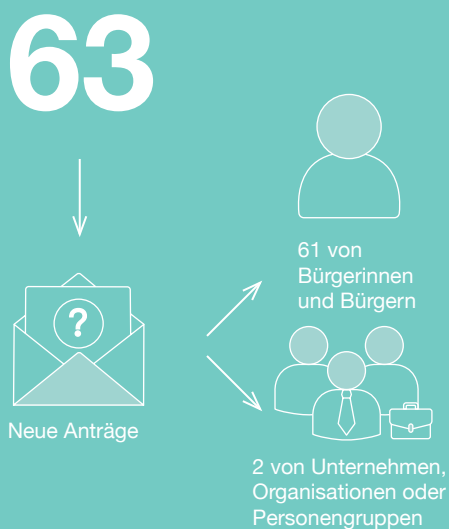 63
?
Neue Anträge
61 von
Bürgerinnen
und Bürgern
2 von Unternehmen,
Organisationen oder
Personengruppen